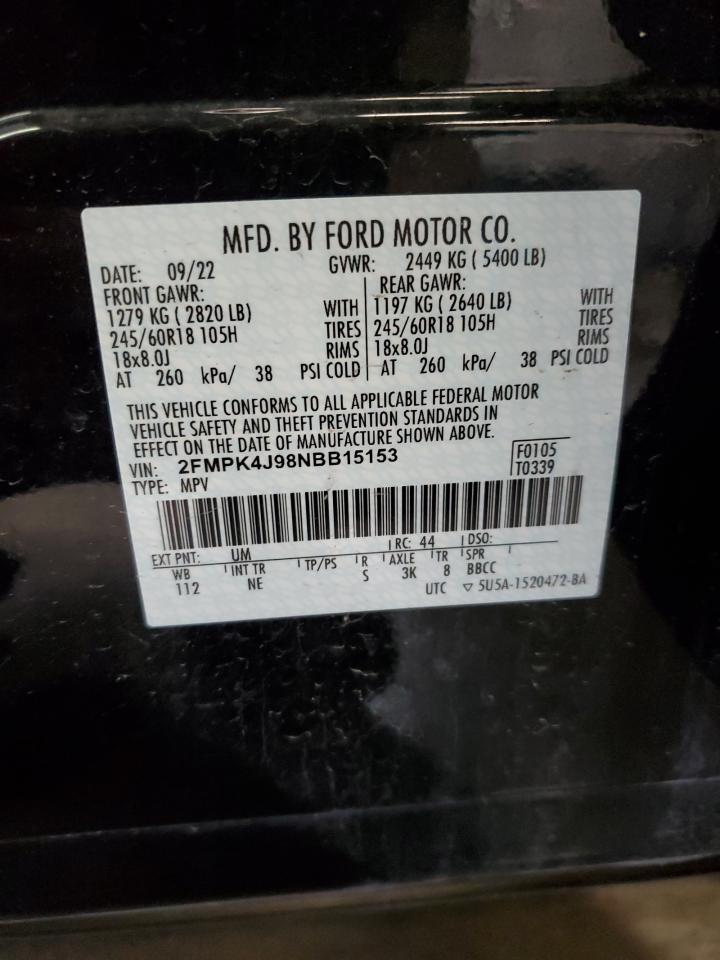 MFD. BY FORD MOTOR CO.
DATE: 09/22 GVWR: 2449 KG ( 5400 LB)
FRONT GAWR: REAR GAWR:
1279 KG ( 2820 LB) WITH 1197 KG ( 2640 LB) WITH
245/60R18 105H TIRES 245/60R18 105H TIRES
18x8.0J RIMS 18x8.0J RIMS
AT 260 kPa/ 38 PSI COLD AT 260 kPa/ 38 PSI COLD
THIS VEHICLE CONFORMS TO ALL APPLICABLE FEDERAL MOTOR
VEHICLE SAFETY AND THEFT PREVENTION STANDARDS IN
EFFECT ON THE DATE OF MANUFACTURE SHOWN ABOVE.
VIN: 2FMPK4J98NBB15153 F0105
TYPE: MPV T0339
EXT PNT: UM RC: 44 DSO:
WB INT TR TP/PS R AXLE TR SPR
112 NE S 3K 8 BBCC
UTC ▽ 5U5A-1520472-BA